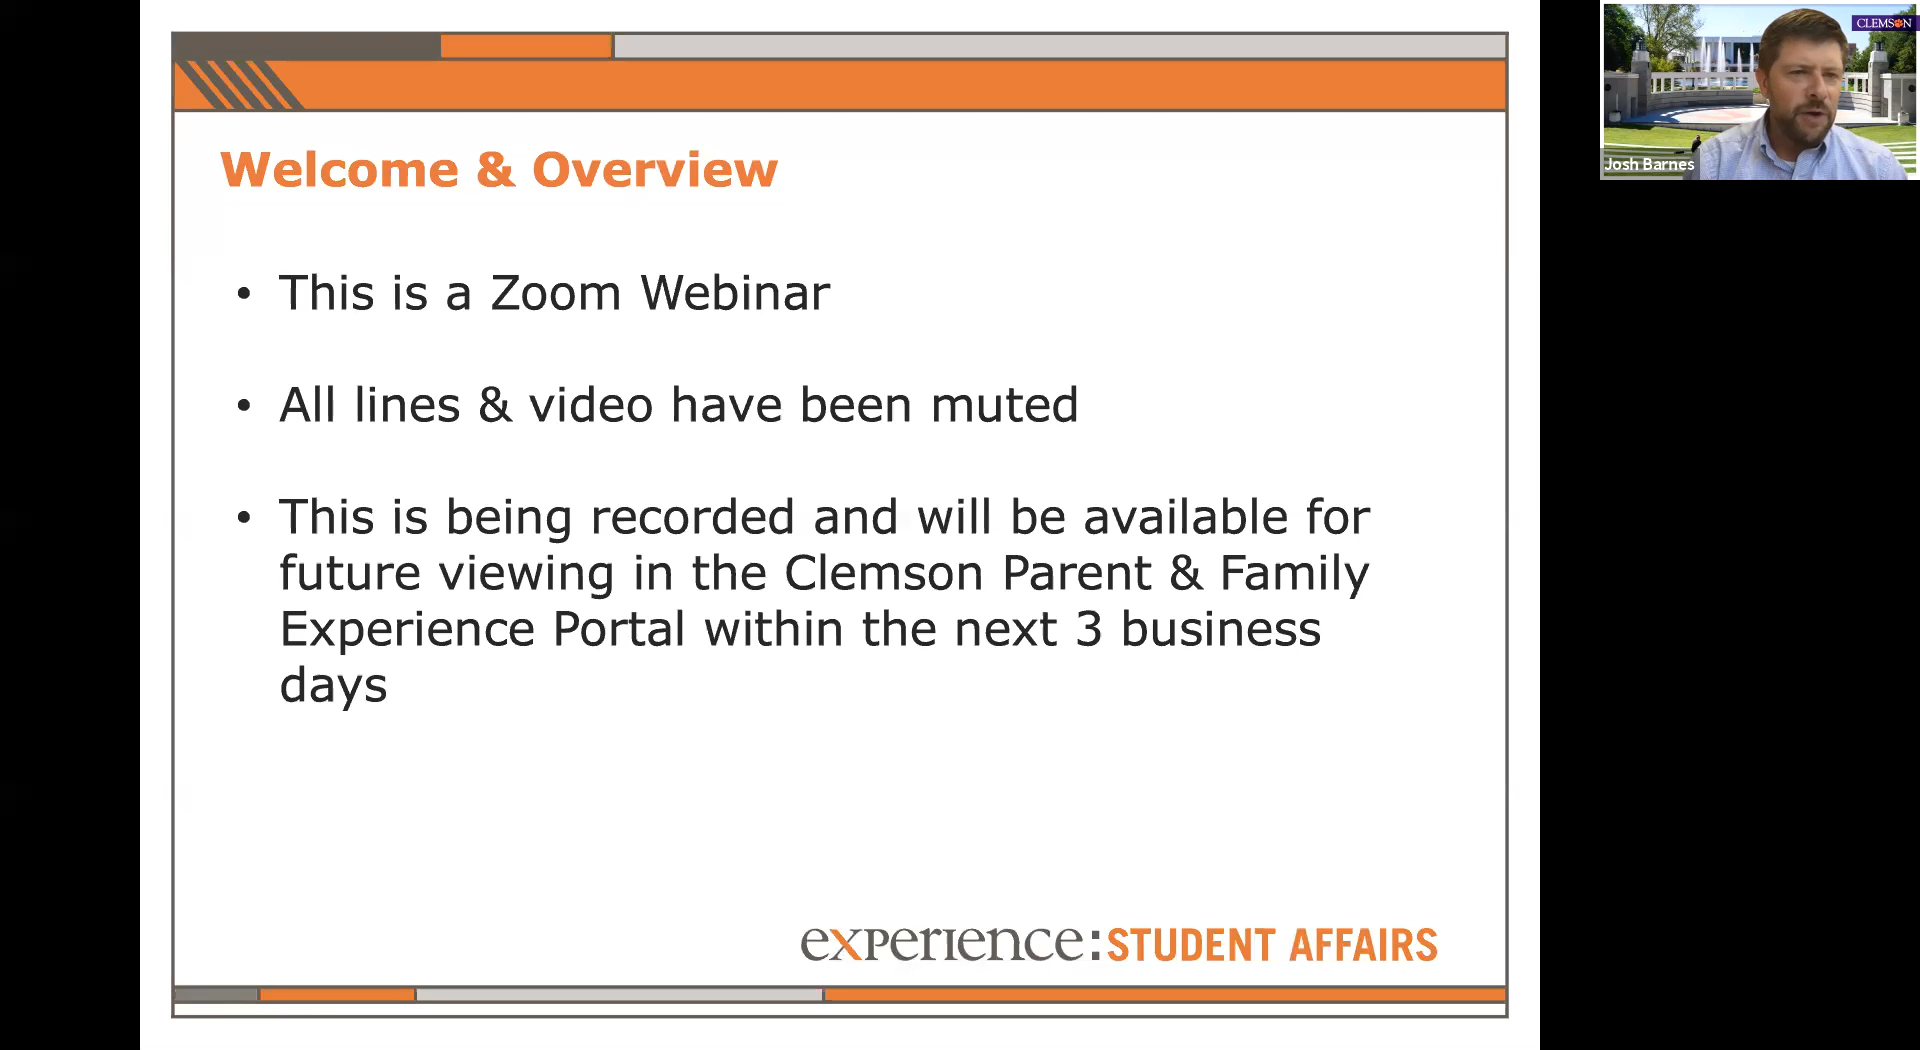 CLEMSON
Josh Barnes
Welcome & Overview
• This is a Zoom Webinar
• All lines & video have been muted
• This is being recorded and will be available for
future viewing in the Clemson Parent & Family
Experience Portal within the next 3 business
days
experience:STUDENT AFFAIRS